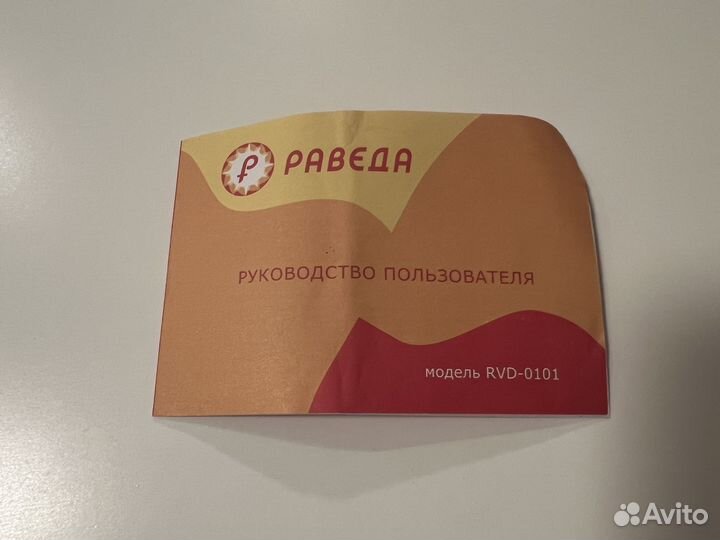 РАВЕДА
РУКОВОДСТВО ПОЛЬЗОВАТЕЛЯ
модель RVD-0101
Avito